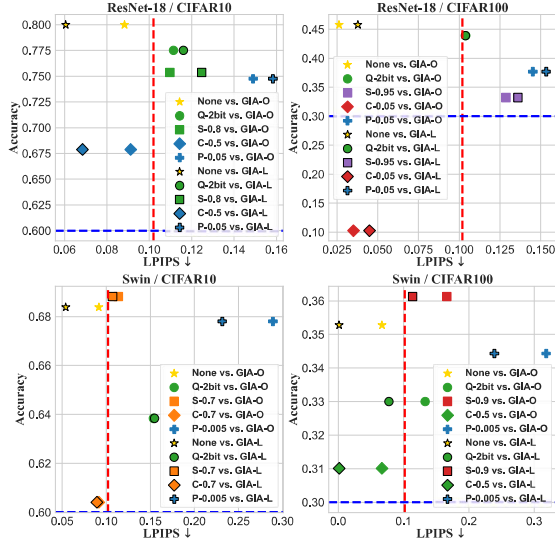 ResNet-18 / CIFAR10
0.800
0.775
0.750
0.725
0.700
0.675
0.650
0.625
0.600
Accuracy
None vs. GIA-O
Q-2bit vs. GIA-O
S-0.8 vs. GIA-O
C-0.5 vs. GIA-O
P-0.05 vs. GIA-O
None vs. GIA-L
Q-2bit vs. GIA-L
S-0.8 vs. GIA-L
C-0.5 vs. GIA-L
P-0.05 vs. GIA-L
0.06 0.08 0.10 0.12 0.14 0.16
LPIPS ↓
ResNet-18 / CIFAR100
0.45
0.40
0.35
0.30
0.25
0.20
0.15
0.10
Accuracy
None vs. GIA-O
Q-2bit vs. GIA-O
S-0.95 vs. GIA-O
C-0.05 vs. GIA-O
P-0.05 vs. GIA-O
None vs. GIA-L
Q-2bit vs. GIA-L
S-0.95 vs. GIA-L
C-0.05 vs. GIA-L
P-0.05 vs. GIA-L
0.025 0.050 0.075 0.100 0.125 0.150
LPIPS ↓
Swin / CIFAR10
0.68
0.66
0.64
0.62
0.60
Accuracy
None vs. GIA-O
Q-2bit vs. GIA-O
S-0.7 vs. GIA-O
C-0.7 vs. GIA-O
P-0.005 vs. GIA-O
None vs. GIA-L
Q-2bit vs. GIA-L
S-0.7 vs. GIA-L
C-0.7 vs. GIA-L
P-0.005 vs. GIA-L
0.05 0.10 0.15 0.20 0.25 0.30
LPIPS ↓
Swin / CIFAR100
0.36
0.35
0.34
0.33
0.32
0.31
0.30
Accuracy
None vs. GIA-O
Q-2bit vs. GIA-O
S-0.9 vs. GIA-O
C-0.5 vs. GIA-O
P-0.005 vs. GIA-O
None vs. GIA-L
Q-2bit vs. GIA-L
S-0.9 vs. GIA-L
C-0.5 vs. GIA-L
P-0.005 vs. GIA-L
0.0 0.1 0.2 0.3
LPIPS ↓